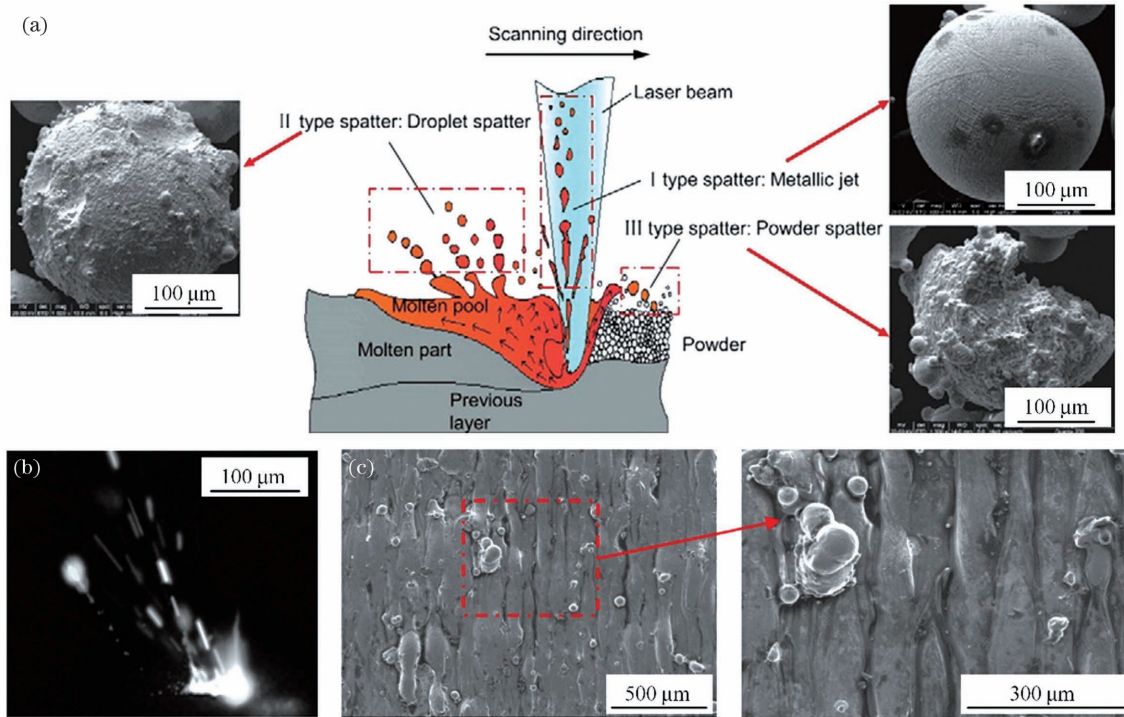 (a)
Scanning direction
Laser beam
II type spatter: Droplet spatter
I type spatter: Metallic jet
III type spatter: Powder spatter
100 μm
100 μm
100 μm
Molten pool
Molten part
Powder
Previous
layer
(b)
100 μm
(c)
500 μm
300 μm